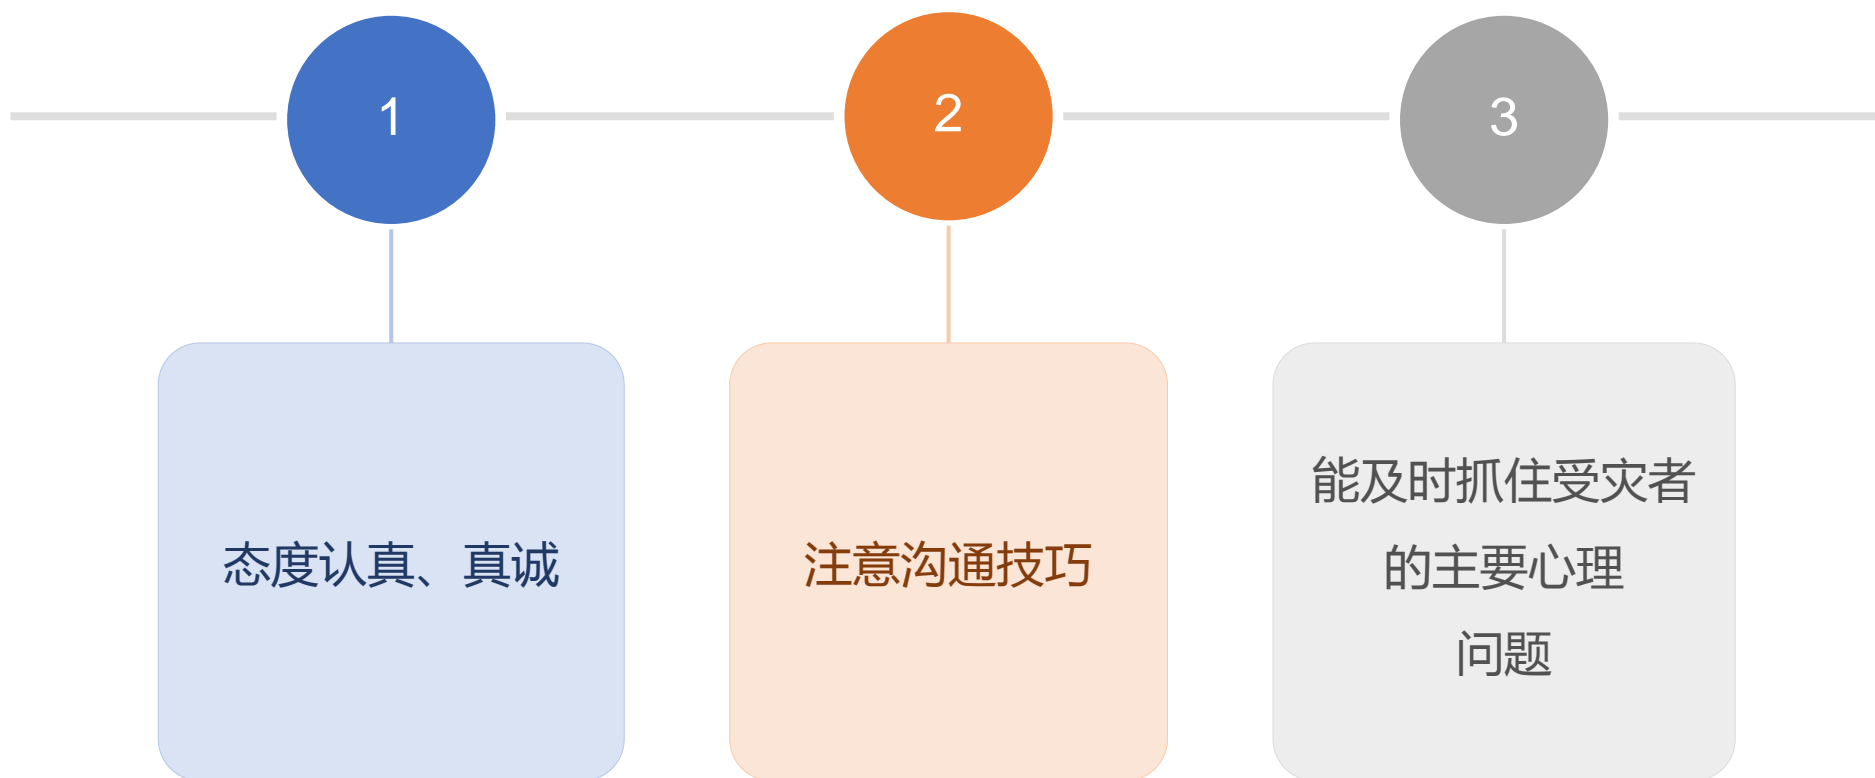 1
2
3
态度认真、真诚
注意沟通技巧
能及时抓住受灾者
的主要心理
问题